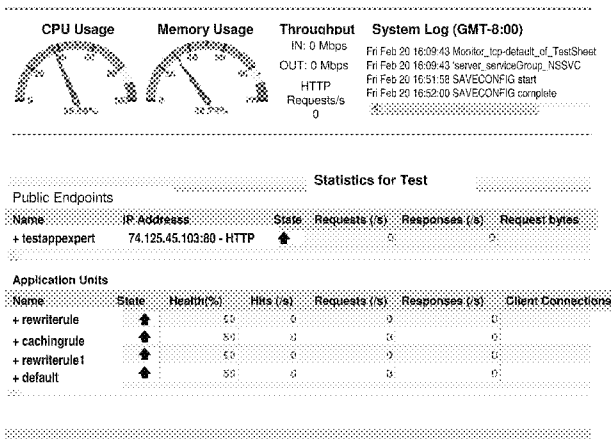 CPU Usage
Memory Usage
Throughput
IN: 0 Mbps
OUT: 0 Mbps
HTTP
Requests/s
0
System Log (GMT-8:00)
Fri Feb 20 16:09:43 Monitor_tcp-default_of_TestSheet
Fri Feb 20 16:09:43 'server_serviceGroup_NSSVC
Fri Feb 20 16:51:58 SAVECONFIG start
Fri Feb 20 16:52:00 SAVECONFIG complete
Statistics for Test
Public Endpoints
Name IP Addresss State Requests (/s) Responses (/s) Request bytes
+ testappexpert 74.125.45.103:80 - HTTP 0 0
Application Units
Name State Health(%) Hits (/s) Requests (/s) Responses (/s) Client Connections
+ rewriterule 0 0 0
+ cachingrule 0 0 0
+ rewriterule1 0 0 0
+ default 0 0 0